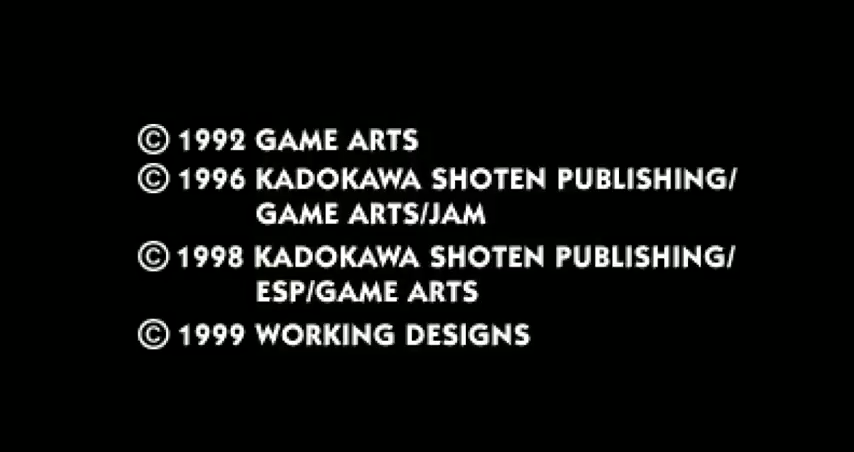 © 1992 GAME ARTS
© 1996 KADOKAWA SHOTEN PUBLISHING/
GAME ARTS/JAM
© 1998 KADOKAWA SHOTEN PUBLISHING/
ESP/GAME ARTS
© 1999 WORKING DESIGNS